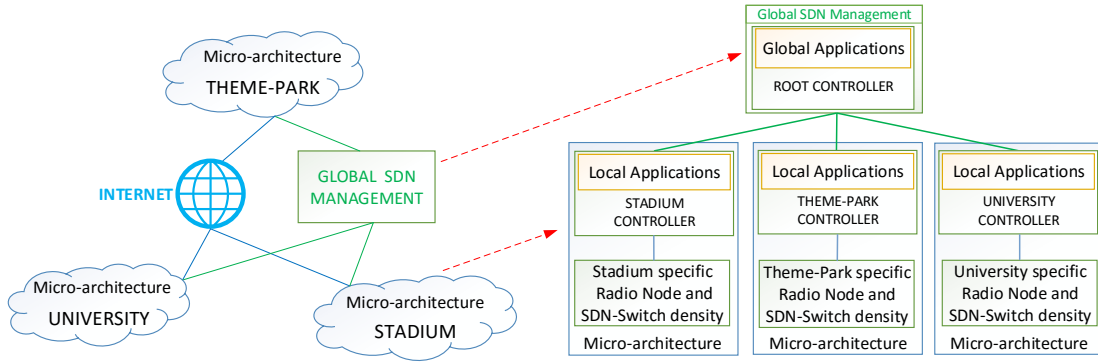 Micro-architecture
THEME-PARK
INTERNET
GLOBAL SDN
MANAGEMENT
Micro-architecture
UNIVERSITY
Micro-architecture
STADIUM
Global SDN Management
Global Applications
ROOT CONTROLLER
Local Applications
STADIUM
CONTROLLER
Stadium specific
Radio Node and
SDN-Switch density
Micro-architecture
Local Applications
THEME-PARK
CONTROLLER
Theme-Park specific
Radio Node and
SDN-Switch density
Micro-architecture
Local Applications
UNIVERSITY
CONTROLLER
University specific
Radio Node and
SDN-Switch density
Micro-architecture